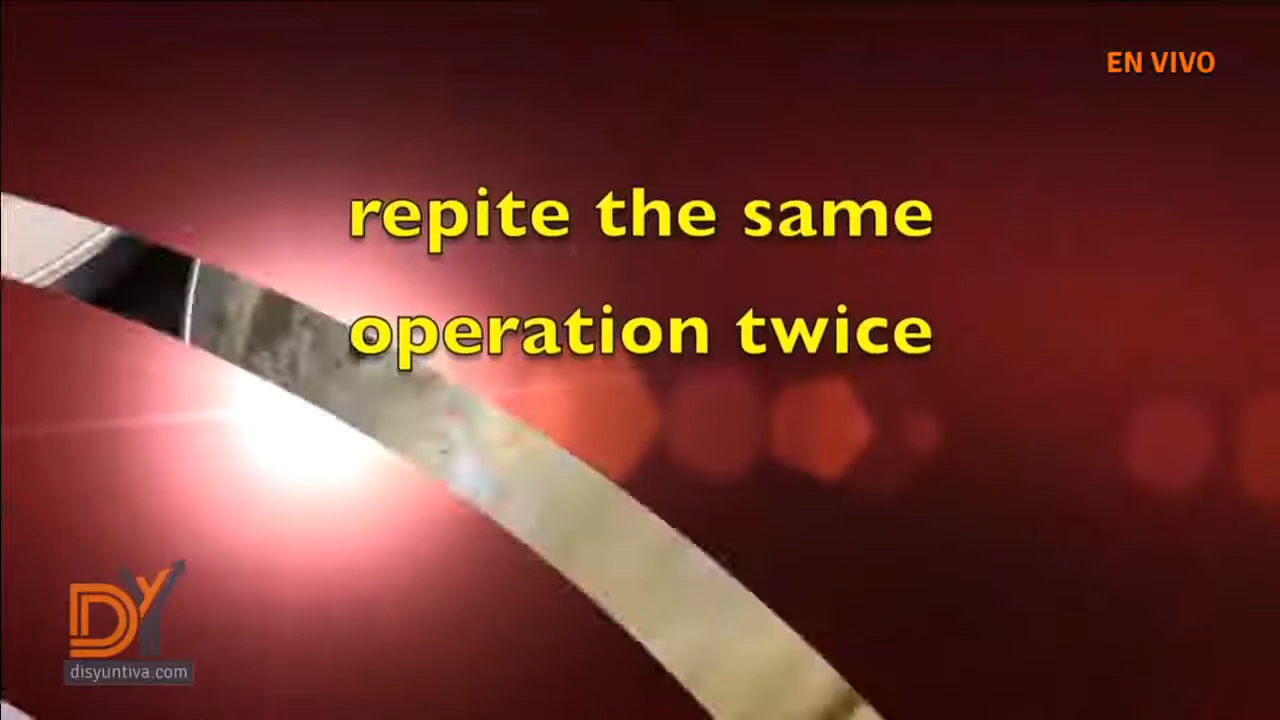 EN VIVO
repite the same
operation twice
DY
disyuntiva.com